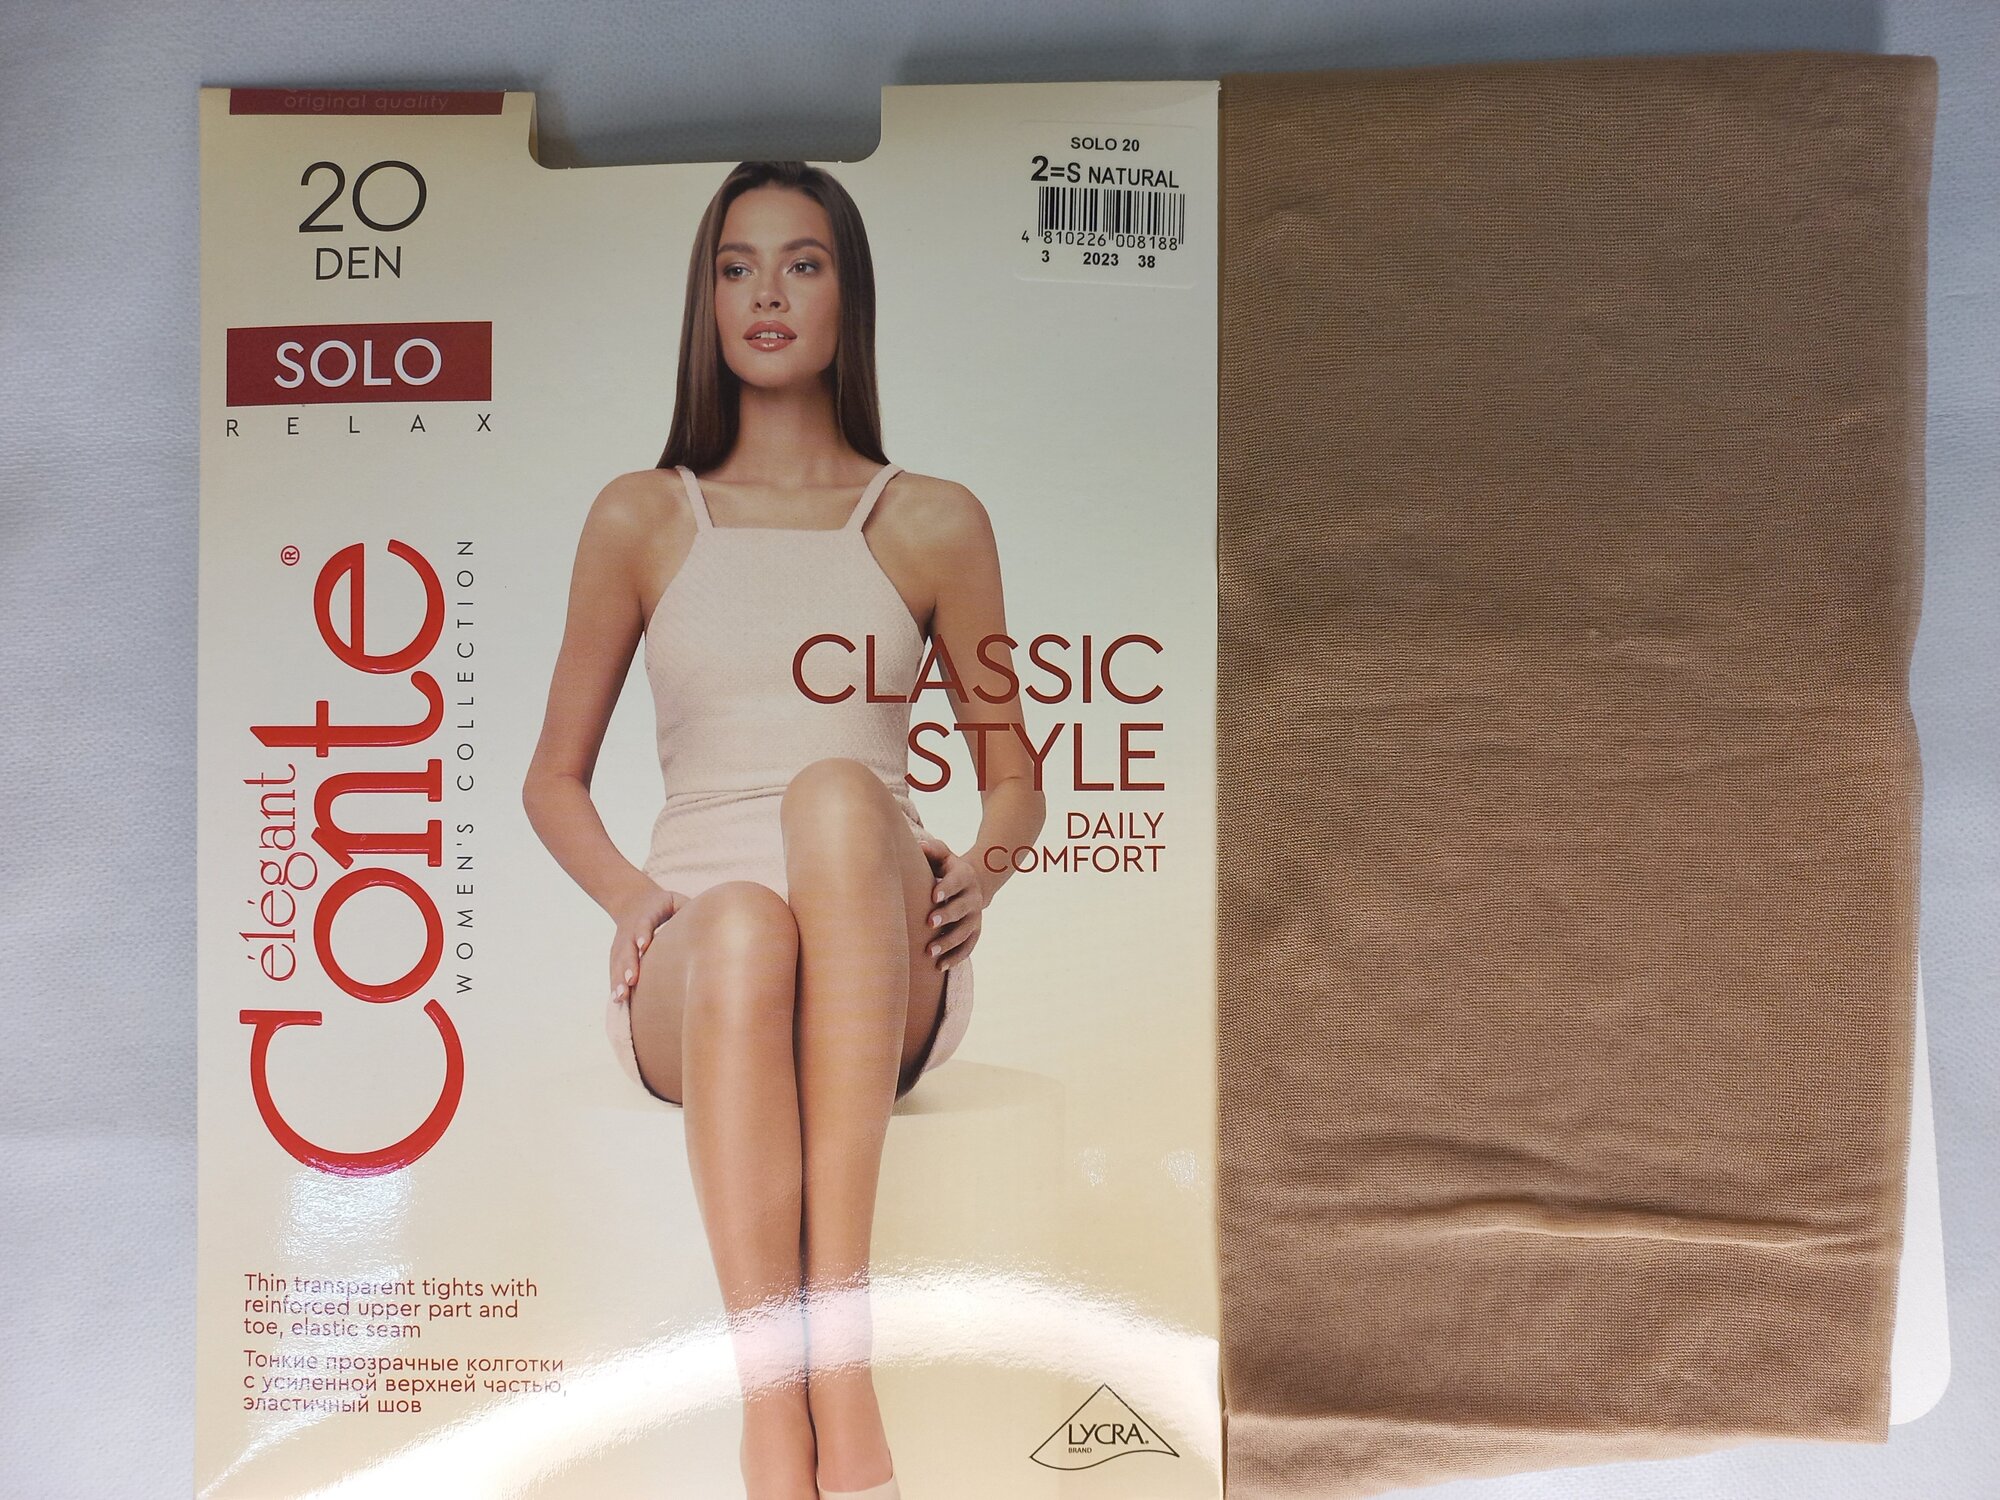 original quality
20
DEN
SOLO
RELAX
élégant
Conte®
WOMEN'S COLLECTION
SOLO 20
2=S NATURAL
4 810226 008188
3 2023 38
CLASSIC
STYLE
DAILY
COMFORT
Thin transparent tights with
reinforced upper part and
toe, elastic seam
Тонкие прозрачные колготки
с усиленной верхней частью,
эластичный шов
LYCRA®
BRAND